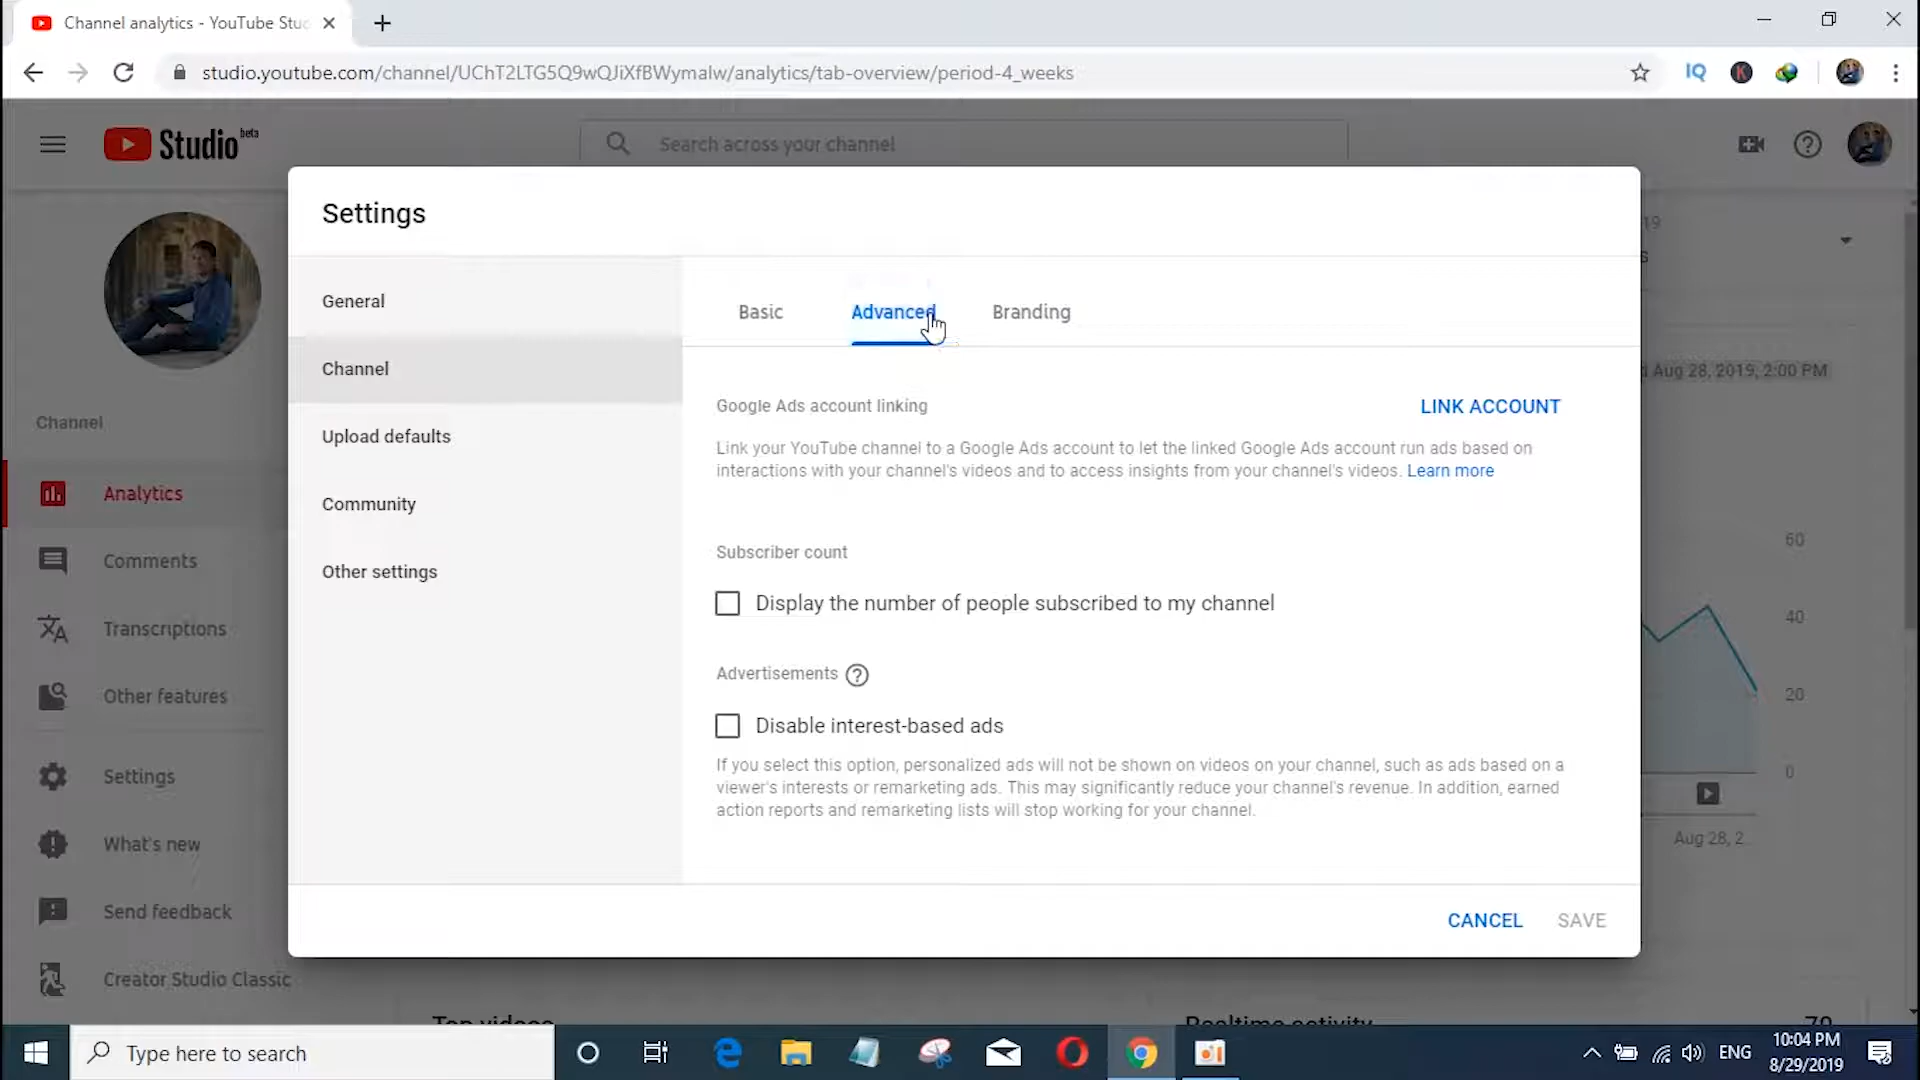 Channel analytics - YouTube Stud
studio.youtube.com/channel/UChT2LTG5Q9wQJiXfBWymalw/analytics/tab-overview/period-4_weeks
IQ
K
Studio beta
Search across your channel
Settings
General
Channel
Upload defaults
Community
Other settings
Basic
Advanced
Branding
Google Ads account linking
LINK ACCOUNT
Link your YouTube channel to a Google Ads account to let the linked Google Ads account run ads based on
interactions with your channel's videos and to access insights from your channel's videos. Learn more
Subscriber count
Display the number of people subscribed to my channel
Advertisements
Disable interest-based ads
If you select this option, personalized ads will not be shown on videos on your channel, such as ads based on a
viewer's interests or remarketing ads. This may significantly reduce your channel's revenue. In addition, earned
action reports and remarketing lists will stop working for your channel.
CANCEL
SAVE
Channel
Analytics
Comments
Transcriptions
Other features
Settings
What's new
Send feedback
Creator Studio Classic
19
s
Aug 28, 2019, 2:00 PM
60
40
20
0
Aug 28, 2...
Top videos
Realtime activity
Type here to search
ENG
10:04 PM
8/29/2019